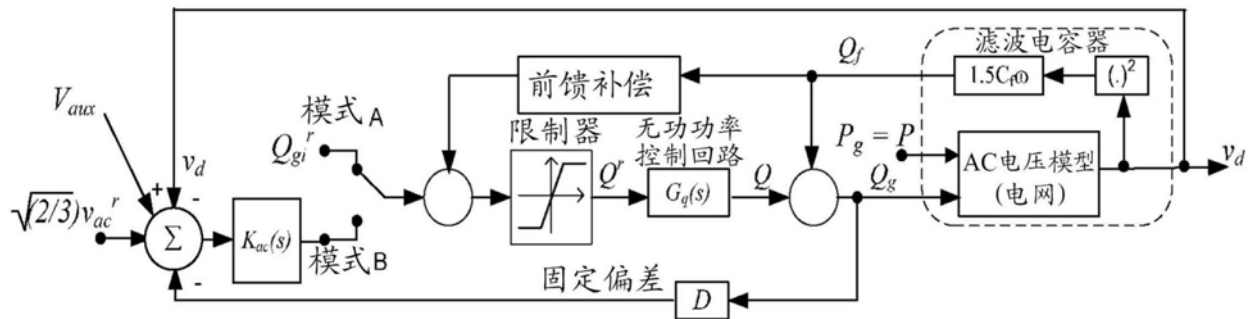 滤波电容器
Q_f
1.5C_fω
(.)²
前馈补偿
V_aux
模式A
Q_gi^r
限制器
无功功率
控制回路
P_g = P
v_d
+
-
Q^r
G_q(s)
Q
Q_g
AC电压模型
(电网)
v_d
√(2/3)v_ac^r
Σ
K_ac(s)
模式B
-
固定偏差
D